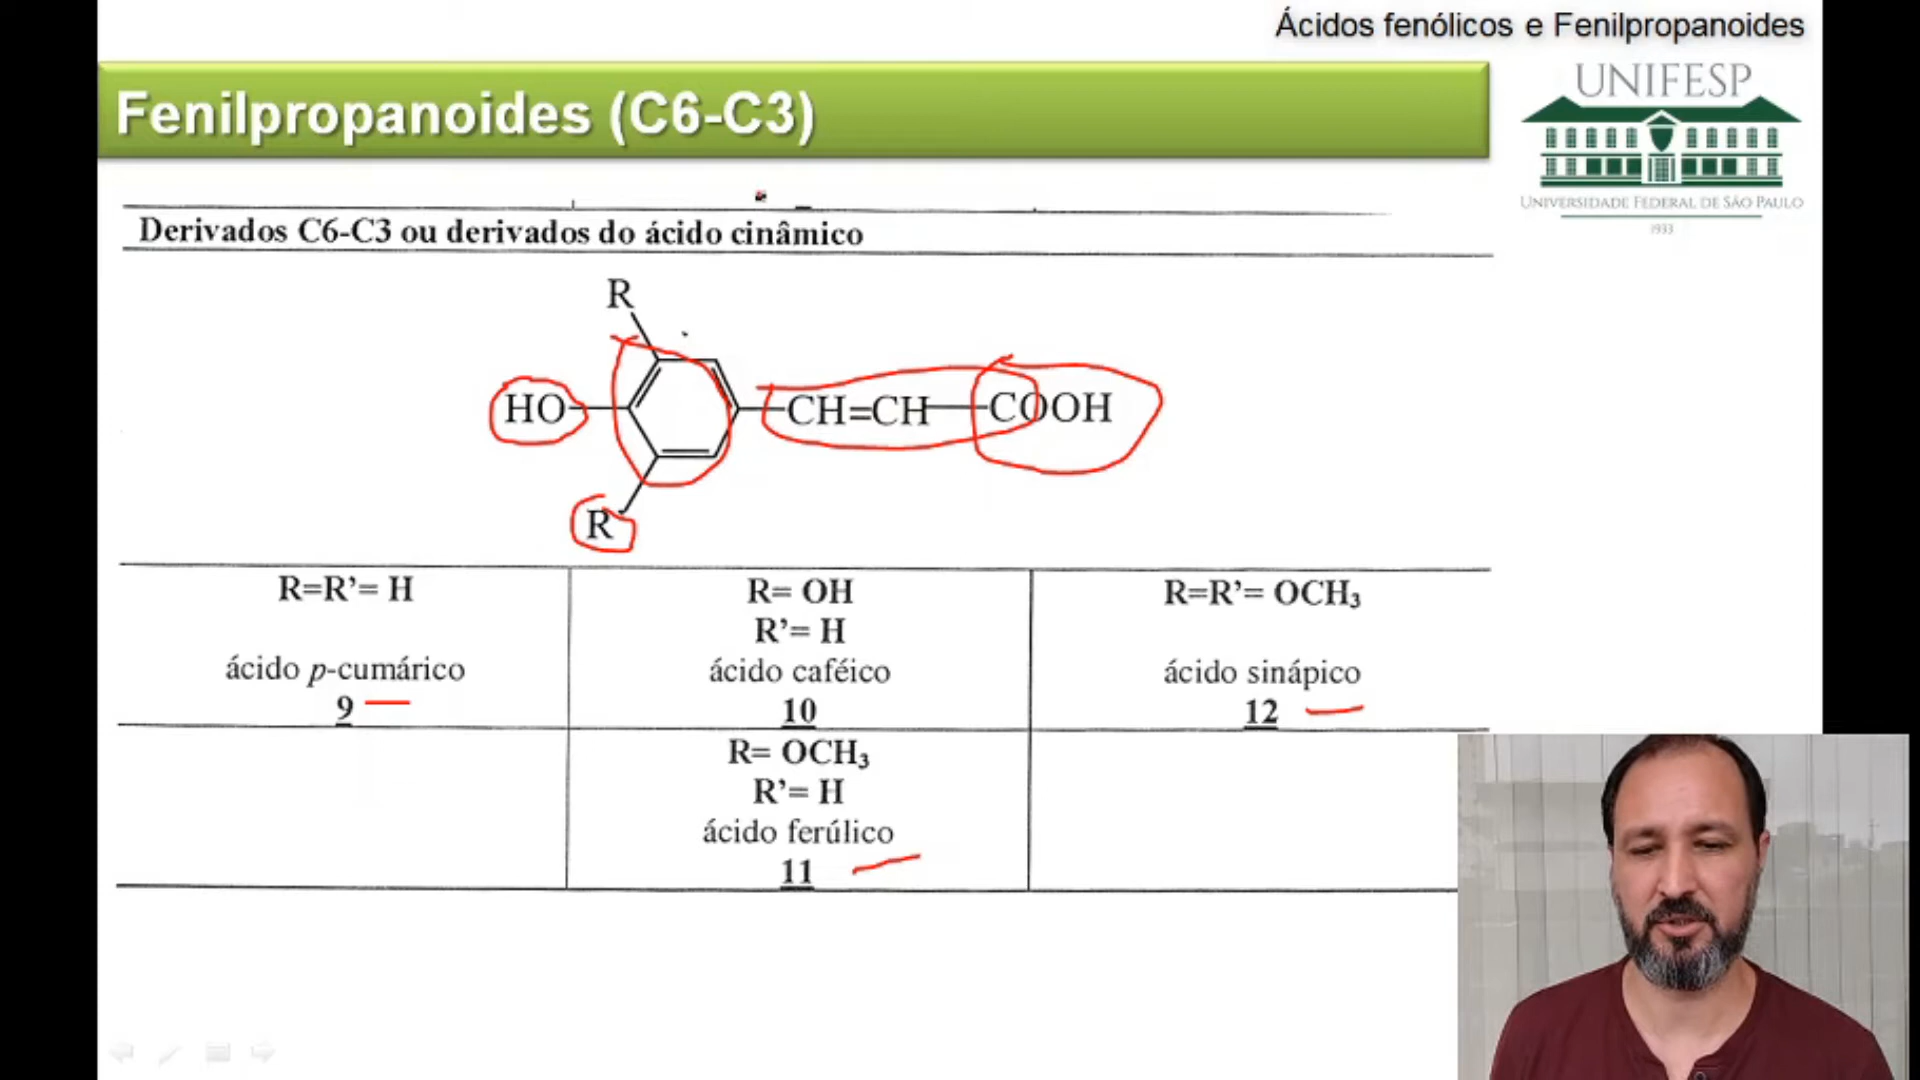 Ácidos fenólicos e Fenilpropanoides
Fenilpropanoides (C6-C3)
UNIFESP
UNIVERSIDADE FEDERAL DE SÃO PAULO
1933
Derivados C6-C3 ou derivados do ácido cinâmico
R
HO
CH=CH
COOH
R
R=R’= H
ácido p-cumárico
9
R= OH
R’= H
ácido caféico
10
R=R’= OCH₃
ácido sinápico
12
R= OCH₃
R’= H
ácido ferúlico
11